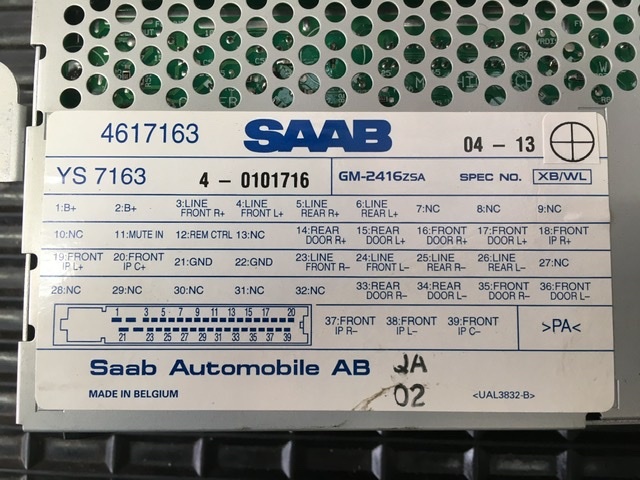 4617163 SAAB 04 - 13
YS 7163 4 - 0101716 GM-2416ZSA SPEC NO. XB/WL
1:B+ 2:B+ 3:LINE FRONT R+ 4:LINE FRONT L+ 5:LINE REAR R+ 6:LINE REAR L+ 7:NC 8:NC 9:NC
10:NC 11:MUTE IN 12:REM CTRL 13:NC 14:REAR DOOR R+ 15:REAR DOOR L+ 16:FRONT DOOR R+ 17:FRONT DOOR L+ 18:FRONT IP R+
19:FRONT IP L+ 20:FRONT IP C+ 21:GND 22:GND 23:LINE FRONT R- 24:LINE FRONT L- 25:LINE REAR R- 26:LINE REAR L- 27:NC
28:NC 29:NC 30:NC 31:NC 32:NC 33:REAR DOOR R- 34:REAR DOOR L- 35:FRONT DOOR R- 36:FRONT DOOR L-
1 3 5 7 9 11 13 15 17 20
21 23 25 27 29 31 33 35 37 39
37:FRONT IP R- 38:FRONT IP L- 39:FRONT IP C- >PA<
Saab Automobile AB JA
MADE IN BELGIUM 02 <UAL3832-B>